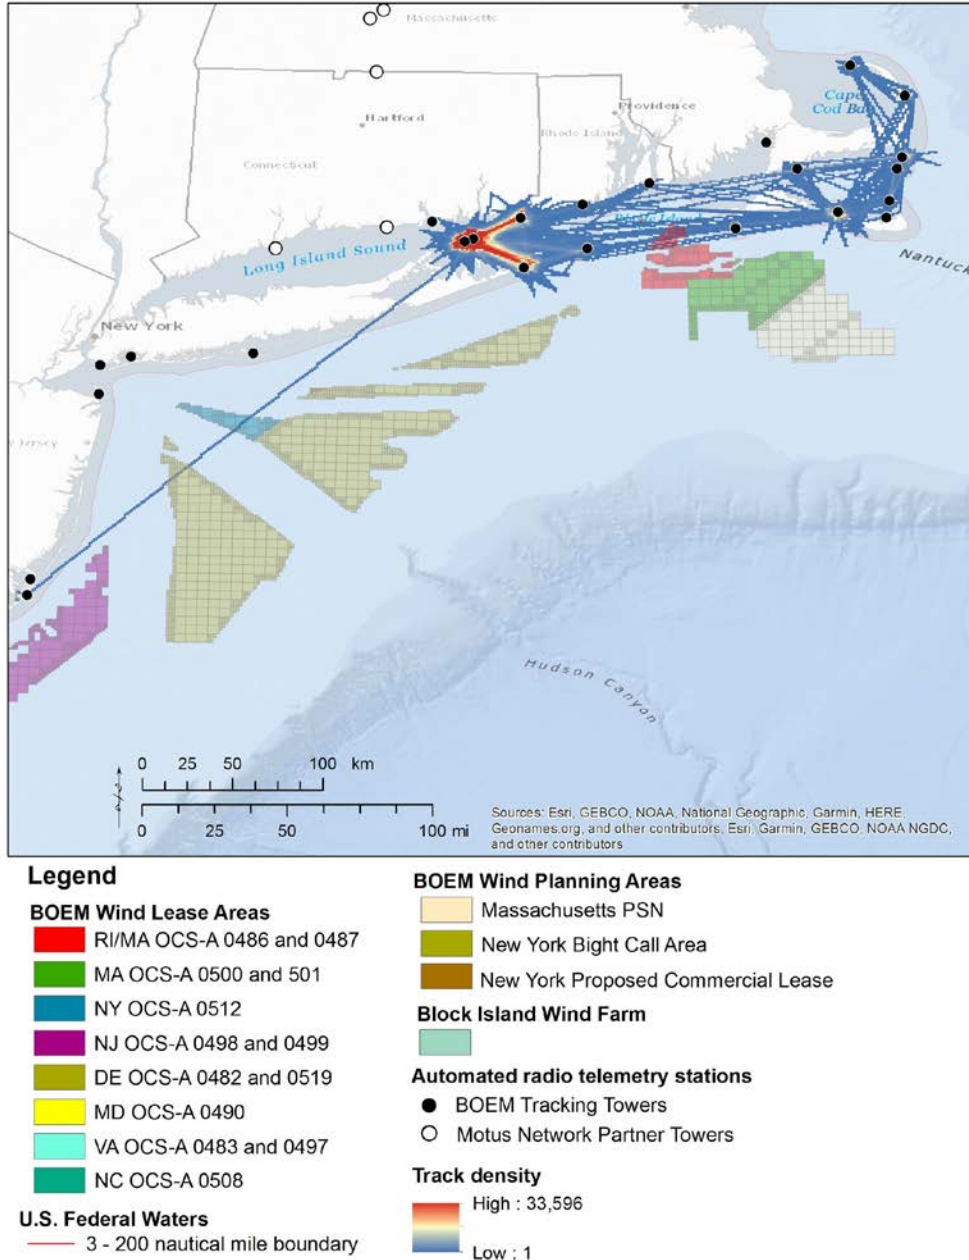 Massachusetts
Cape
Cod Bay
Providence
Hartford
Rhode Island
Connecticut
Long Island Sound
Nantuck
New York
Jersey
Hudson Canyon
0 25 50 100 km
0 25 50 100 mi
Sources: Esri, GEBCO, NOAA, National Geographic, Garmin, HERE,
Geonames.org, and other contributors, Esri, Garmin, GEBCO, NOAA NGDC,
and other contributors
Legend
BOEM Wind Lease Areas
RI/MA OCS-A 0486 and 0487
MA OCS-A 0500 and 501
NY OCS-A 0512
NJ OCS-A 0498 and 0499
DE OCS-A 0482 and 0519
MD OCS-A 0490
VA OCS-A 0483 and 0497
NC OCS-A 0508
U.S. Federal Waters
3 - 200 nautical mile boundary
BOEM Wind Planning Areas
Massachusetts PSN
New York Bight Call Area
New York Proposed Commercial Lease
Block Island Wind Farm
Automated radio telemetry stations
BOEM Tracking Towers
Motus Network Partner Towers
Track density
High : 33,596
Low : 1